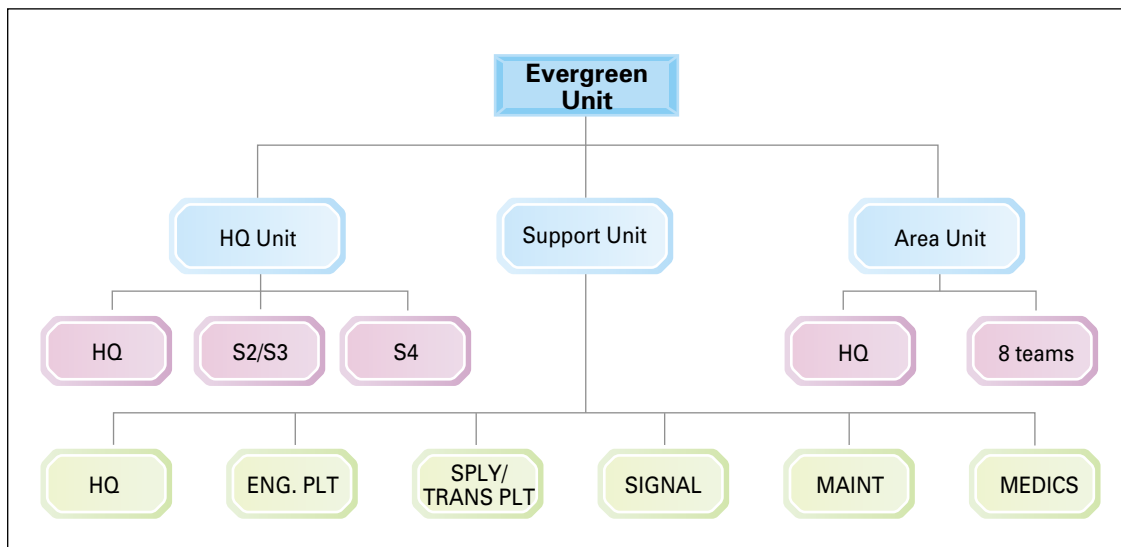 Evergreen
Unit
HQ Unit
Support Unit
Area Unit
HQ
S2/S3
S4
HQ
8 teams
HQ
ENG. PLT
SPLY/
TRANS PLT
SIGNAL
MAINT
MEDICS